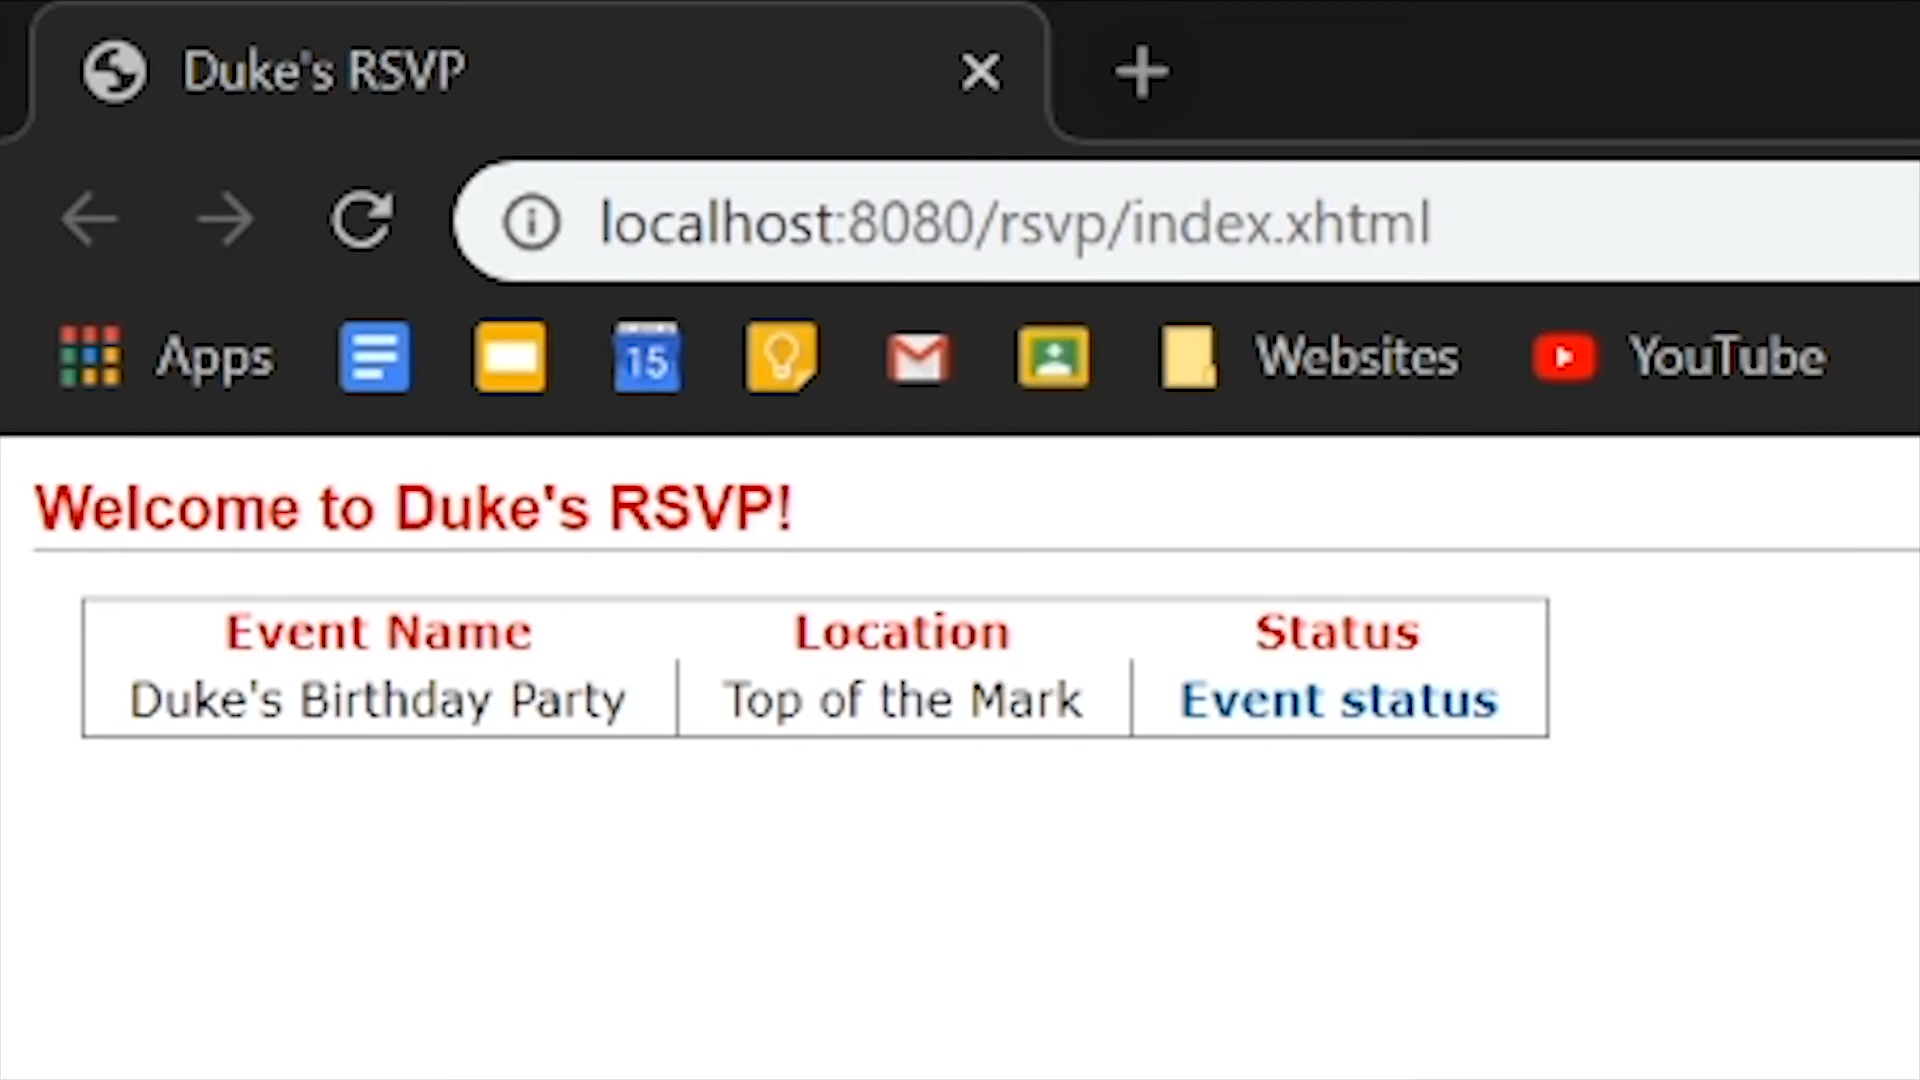 Duke's RSVP
localhost:8080/rsvp/index.xhtml
Apps 15 Websites YouTube
Welcome to Duke's RSVP!
Event Name Location Status
Duke's Birthday Party Top of the Mark Event status